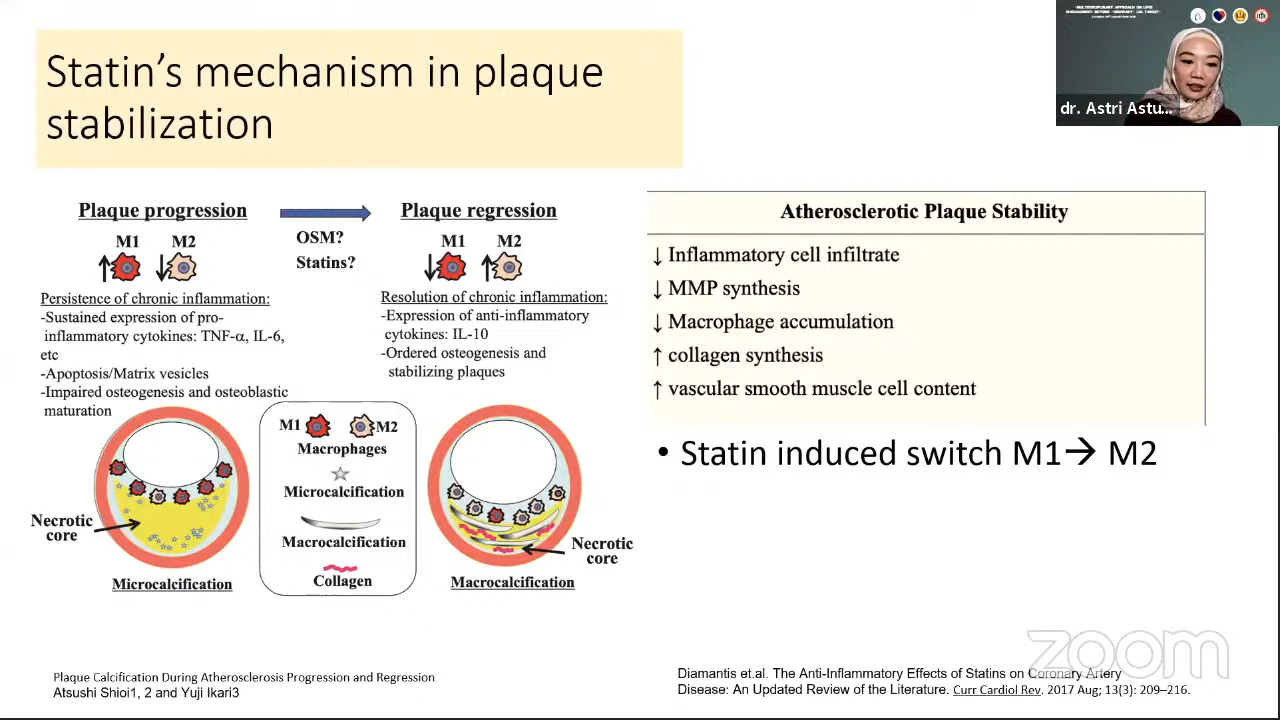 Statin's mechanism in plaque
stabilization
-MULTIDISCIPLINARY APPROACH ON LIPID
MANAGEMENT: BEYOND
dr. Astri Astu...
Plaque progression
Plaque regression
M1
M2
OSM?
Statins?
M1
M2
Persistence of chronic inflammation:
-Sustained expression of pro-
inflammatory cytokines: TNF-α, IL-6,
etc
-Apoptosis/Matrix vesicles
-Impaired osteogenesis and osteoblastic
maturation
Resolution of chronic inflammation:
-Expression of anti-inflammatory
cytokines: IL-10
-Ordered osteogenesis and
stabilizing plaques
Necrotic
core
Microcalcification
M1
M2
Macrophages
Microcalcification
Macrocalcification
Collagen
Necrotic
core
Macrocalcification
Atherosclerotic Plaque Stability
↓ Inflammatory cell infiltrate
↓ MMP synthesis
↓ Macrophage accumulation
↑ collagen synthesis
↑ vascular smooth muscle cell content
• Statin induced switch M1→ M2
Plaque Calcification During Atherosclerosis Progression and Regression
Atsushi Shioi1, 2 and Yuji Ikari3
Diamantis et.al. The Anti-Inflammatory Effects of Statins on Coronary Artery
Disease: An Updated Review of the Literature. Curr Cardiol Rev. 2017 Aug; 13(3): 209–216.
zoom